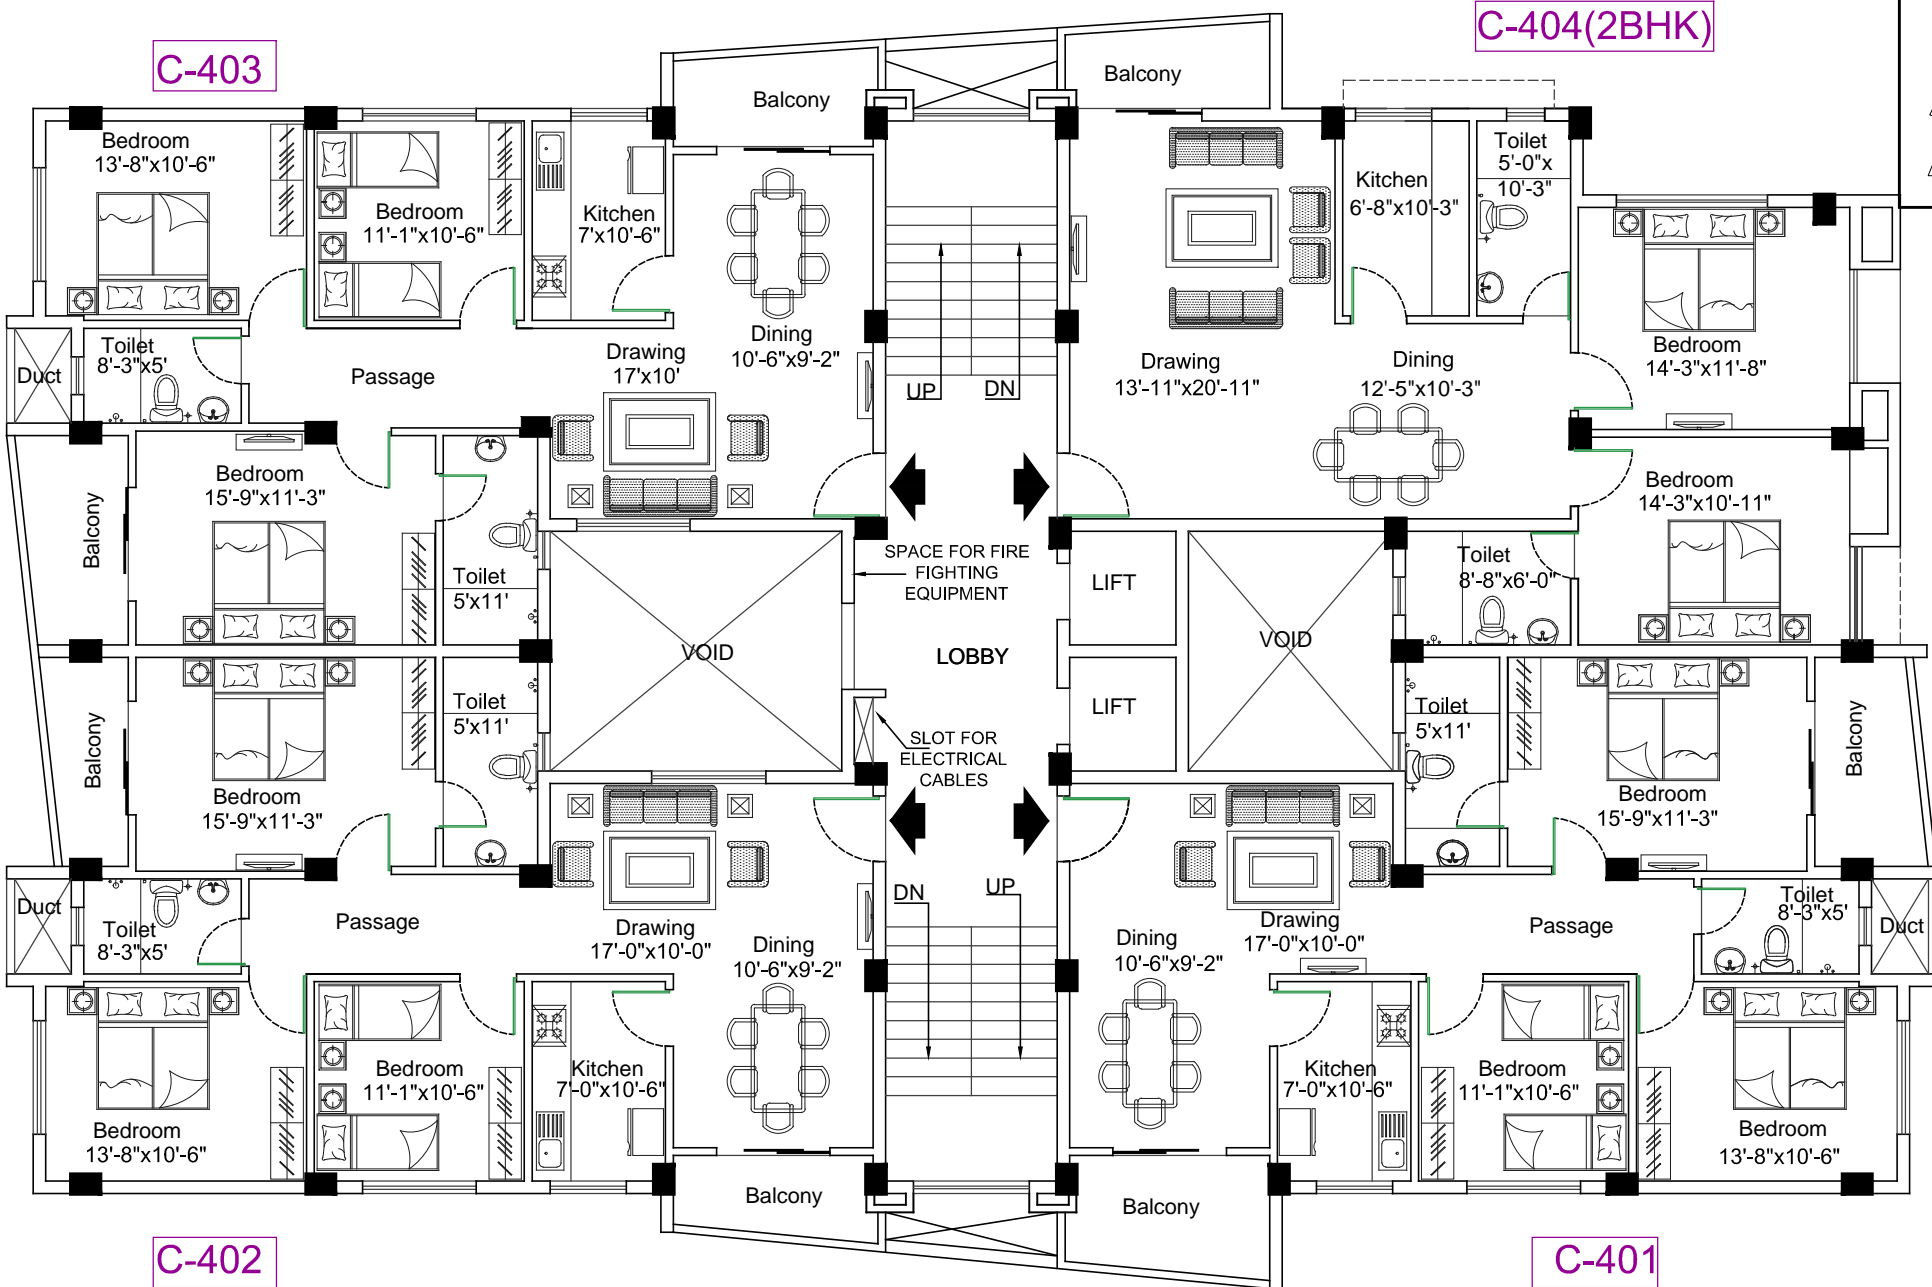 C-403
C-404(2BHK)
Balcony
Balcony
Bedroom
13'-8"x10'-6"
Bedroom
11'-1"x10'-6"
Kitchen
7'x10'-6"
Dining
10'-6"x9'-2"
Drawing
17'x10'
Toilet
8'-3"x5'
Duct
Passage
UP
DN
Drawing
13'-11"x20'-11"
Kitchen
6'-8"x10'-3"
Toilet
5'-0"x
10'-3"
Dining
12'-5"x10'-3"
Bedroom
14'-3"x11'-8"
Bedroom
14'-3"x10'-11"
Toilet
8'-8"x6'-0"
Balcony
Bedroom
15'-9"x11'-3"
Toilet
5'x11'
VOID
SPACE FOR FIRE
FIGHTING
EQUIPMENT
LOBBY
LIFT
LIFT
VOID
SLOT FOR
ELECTRICAL
CABLES
Balcony
Bedroom
15'-9"x11'-3"
Toilet
5'x11'
Toilet
5'x11'
Bedroom
15'-9"x11'-3"
Balcony
Duct
Toilet
8'-3"x5'
Passage
Drawing
17'-0"x10'-0"
Dining
10'-6"x9'-2"
DN
UP
Dining
10'-6"x9'-2"
Drawing
17'-0"x10'-0"
Passage
Toilet
8'-3"x5'
Duct
Bedroom
13'-8"x10'-6"
Bedroom
11'-1"x10'-6"
Kitchen
7'-0"x10'-6"
Balcony
Balcony
Kitchen
7'-0"x10'-6"
Bedroom
11'-1"x10'-6"
Bedroom
13'-8"x10'-6"
C-402
C-401